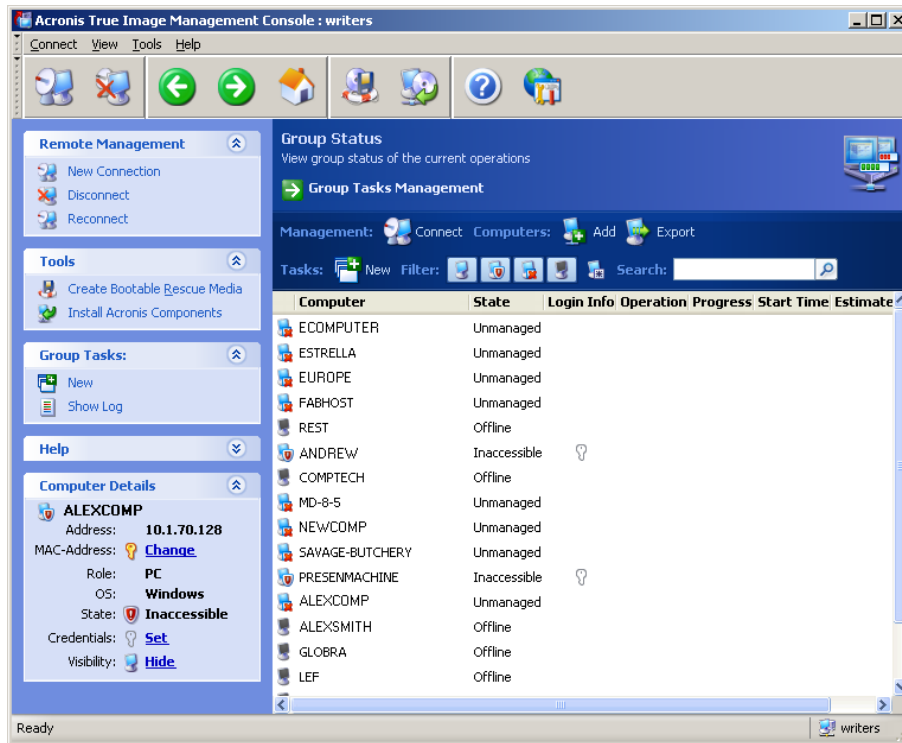 Acronis True Image Management Console : writers
Connect View Tools Help
Remote Management
New Connection
Disconnect
Reconnect
Tools
Create Bootable Rescue Media
Install Acronis Components
Group Tasks:
New
Show Log
Help
Computer Details
ALEXCOMP
Address: 10.1.70.128
MAC-Address: Change
Role: PC
OS: Windows
State: Inaccessible
Credentials: Set
Visibility: Hide
Group Status
View group status of the current operations
Group Tasks Management
Management: Connect Computers: Add Export
Tasks: New Filter: Search:
Computer State Login Info Operation Progress Start Time Estimate
ECOMPUTER Unmanaged
ESTRELLA Unmanaged
EUROPE Unmanaged
FABHOST Unmanaged
REST Offline
ANDREW Inaccessible
COMPTECH Offline
MD-8-5 Unmanaged
NEWCOMP Unmanaged
SAVAGE-BUTCHERY Unmanaged
PRESENMACHINE Inaccessible
ALEXCOMP Unmanaged
ALEXSMITH Offline
GLOBRA Offline
LEF Offline
Ready
writers